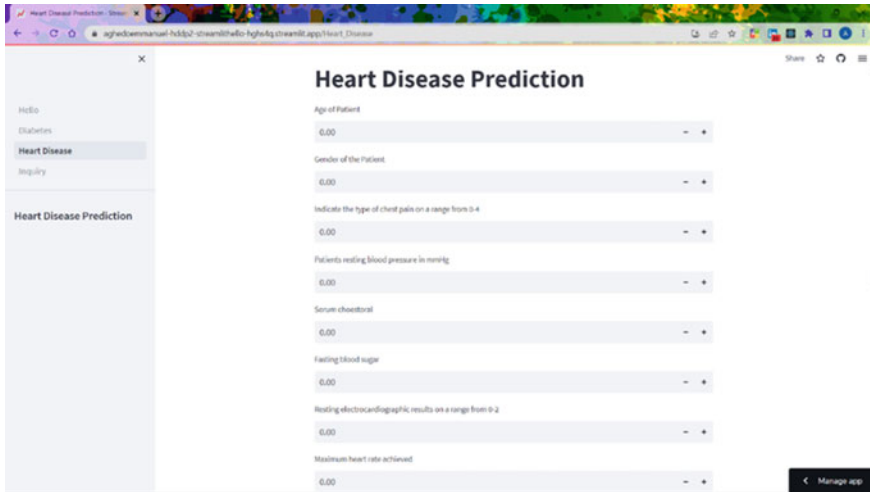 Heart Disease Prediction · Stream
aghedoemmanuel-hddp2-streamlithello-hghs4q.streamlit.app/Heart_Disease
Share
Hello
Diabetes
Heart Disease
Inquiry
Heart Disease Prediction
Heart Disease Prediction
Age of Patient
0.00
Gender of the Patient
0.00
Indicate the type of chest pain on a range from 0-4
0.00
Patients resting blood pressure in mmHg
0.00
Serum choestoral
0.00
Fasting blood sugar
0.00
Resting electrocardiographic results on a range from 0-2
0.00
Maximum heart rate achieved
0.00
Manage app